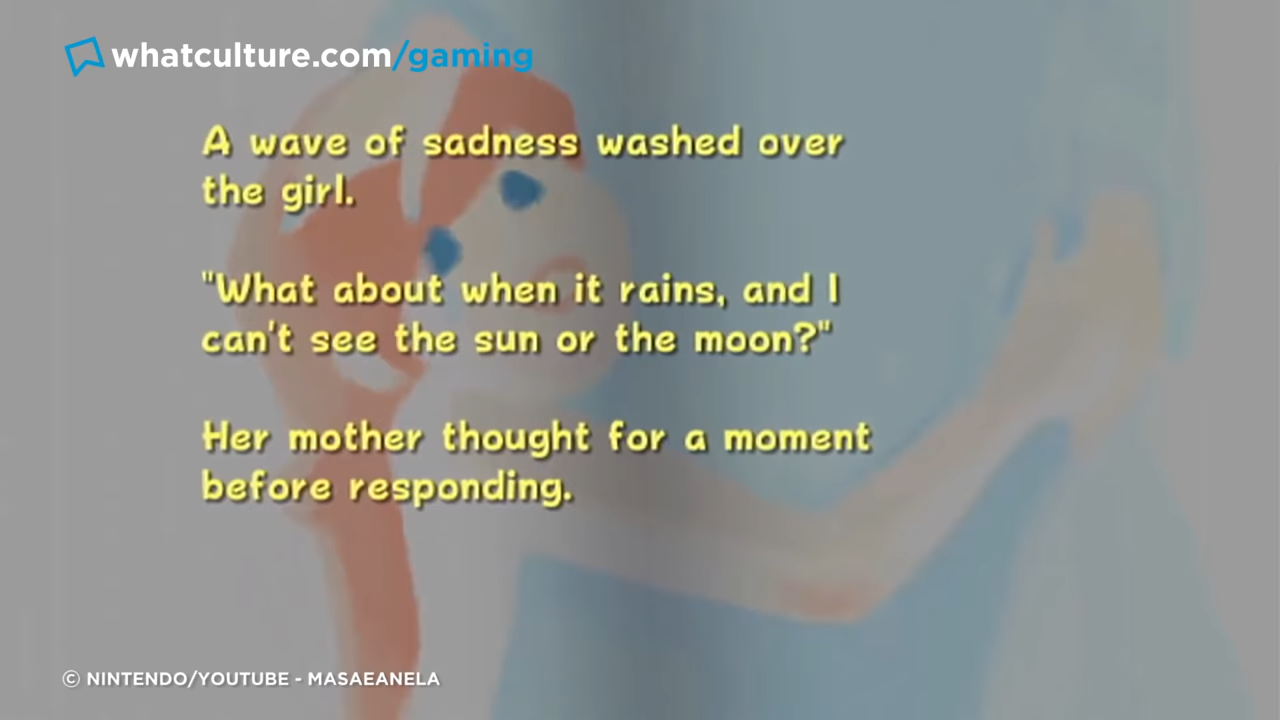 whatculture.com/gaming
A wave of sadness washed over
the girl.
"What about when it rains, and I
can't see the sun or the moon?"
Her mother thought for a moment
before responding.
© NINTENDO/YOUTUBE - MASAEANELA